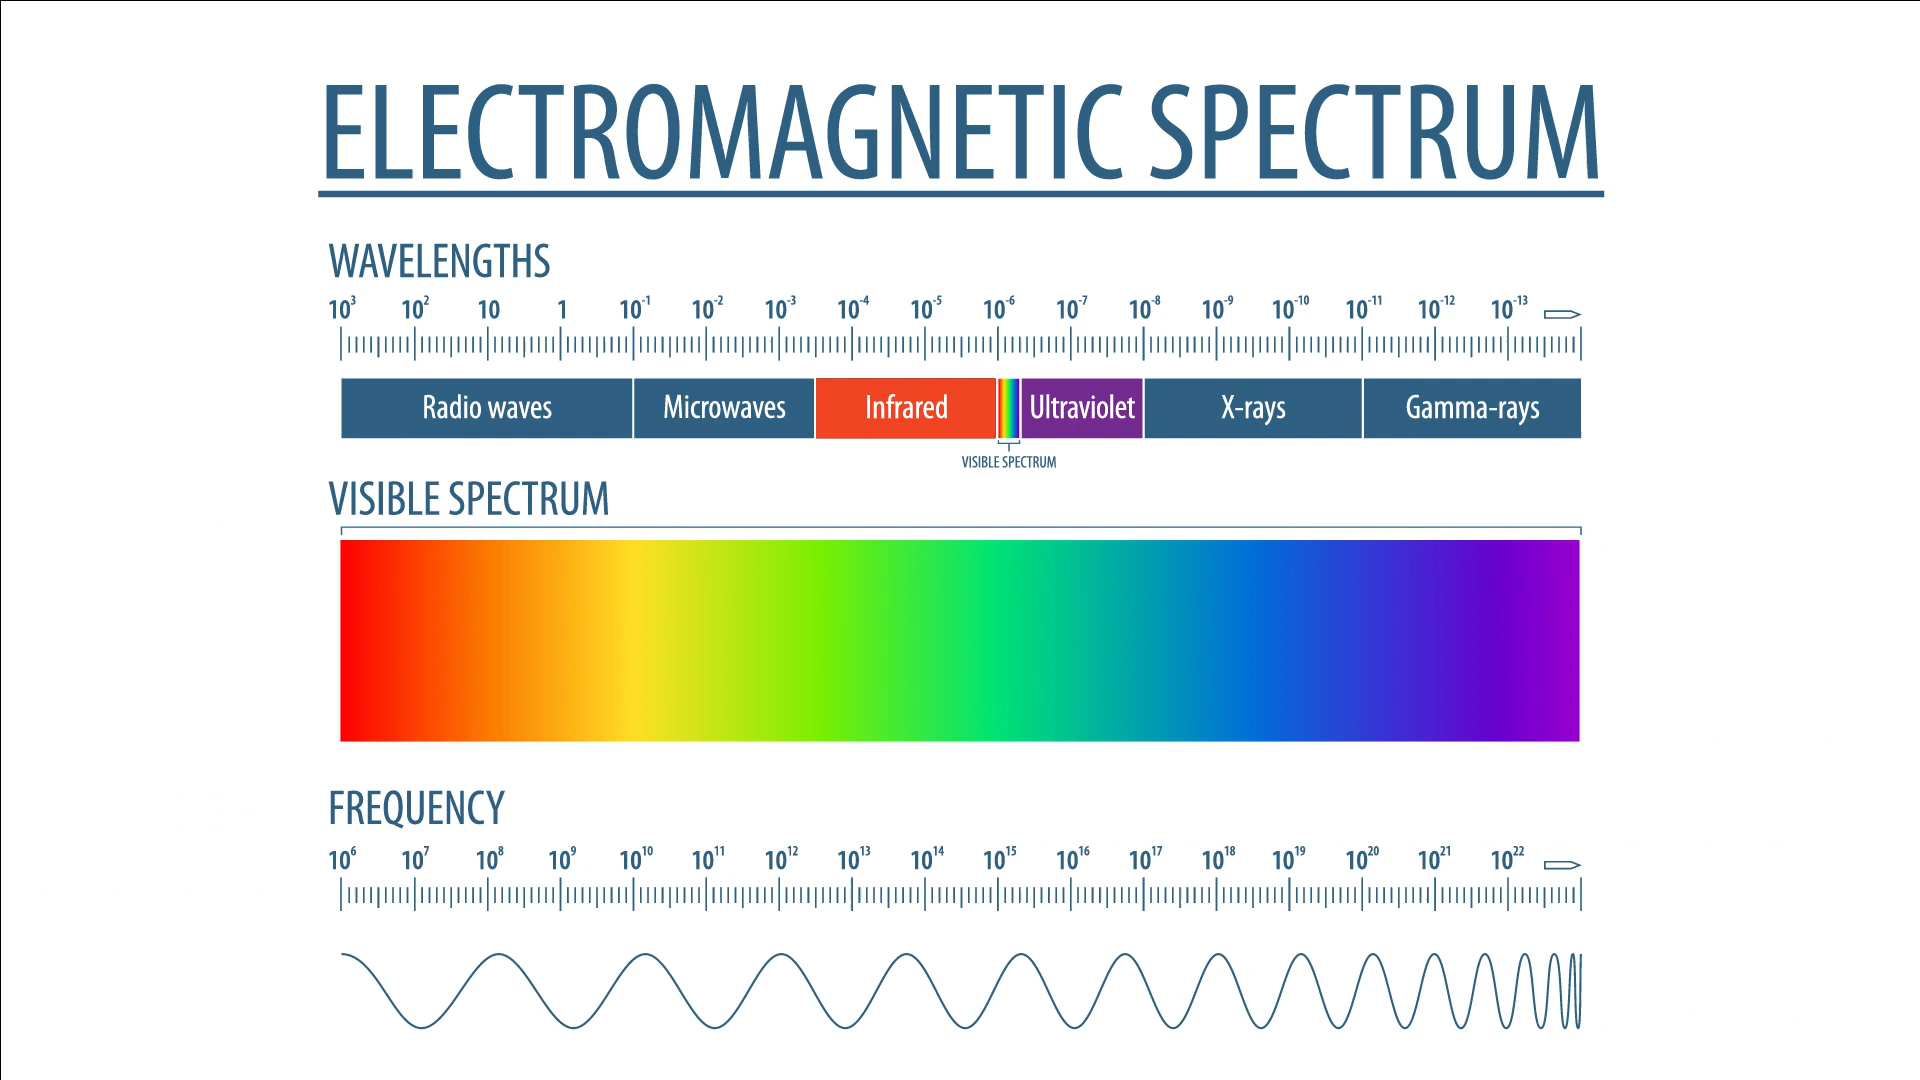 ELECTROMAGNETIC SPECTRUM
WAVELENGTHS
10³ 10² 10 1 10⁻¹ 10⁻² 10⁻³ 10⁻⁴ 10⁻⁵ 10⁻⁶ 10⁻⁷ 10⁻⁸ 10⁻⁹ 10⁻¹⁰ 10⁻¹¹ 10⁻¹² 10⁻¹³
Radio waves Microwaves Infrared Ultraviolet X-rays Gamma-rays
VISIBLE SPECTRUM
VISIBLE SPECTRUM
FREQUENCY
10⁶ 10⁷ 10⁸ 10⁹ 10¹⁰ 10¹¹ 10¹² 10¹³ 10¹⁴ 10¹⁵ 10¹⁶ 10¹⁷ 10¹⁸ 10¹⁹ 10²⁰ 10²¹ 10²²